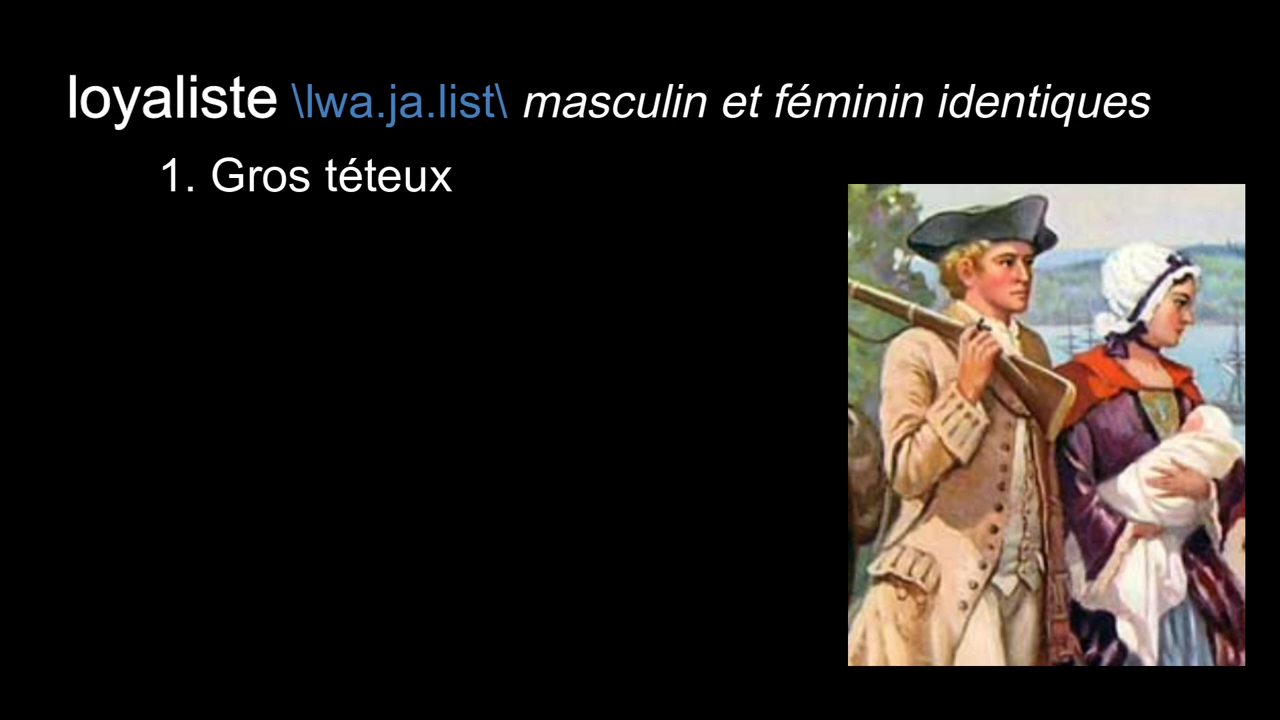 loyaliste \lwa.ja.list\ masculin et féminin identiques
1. Gros téteux